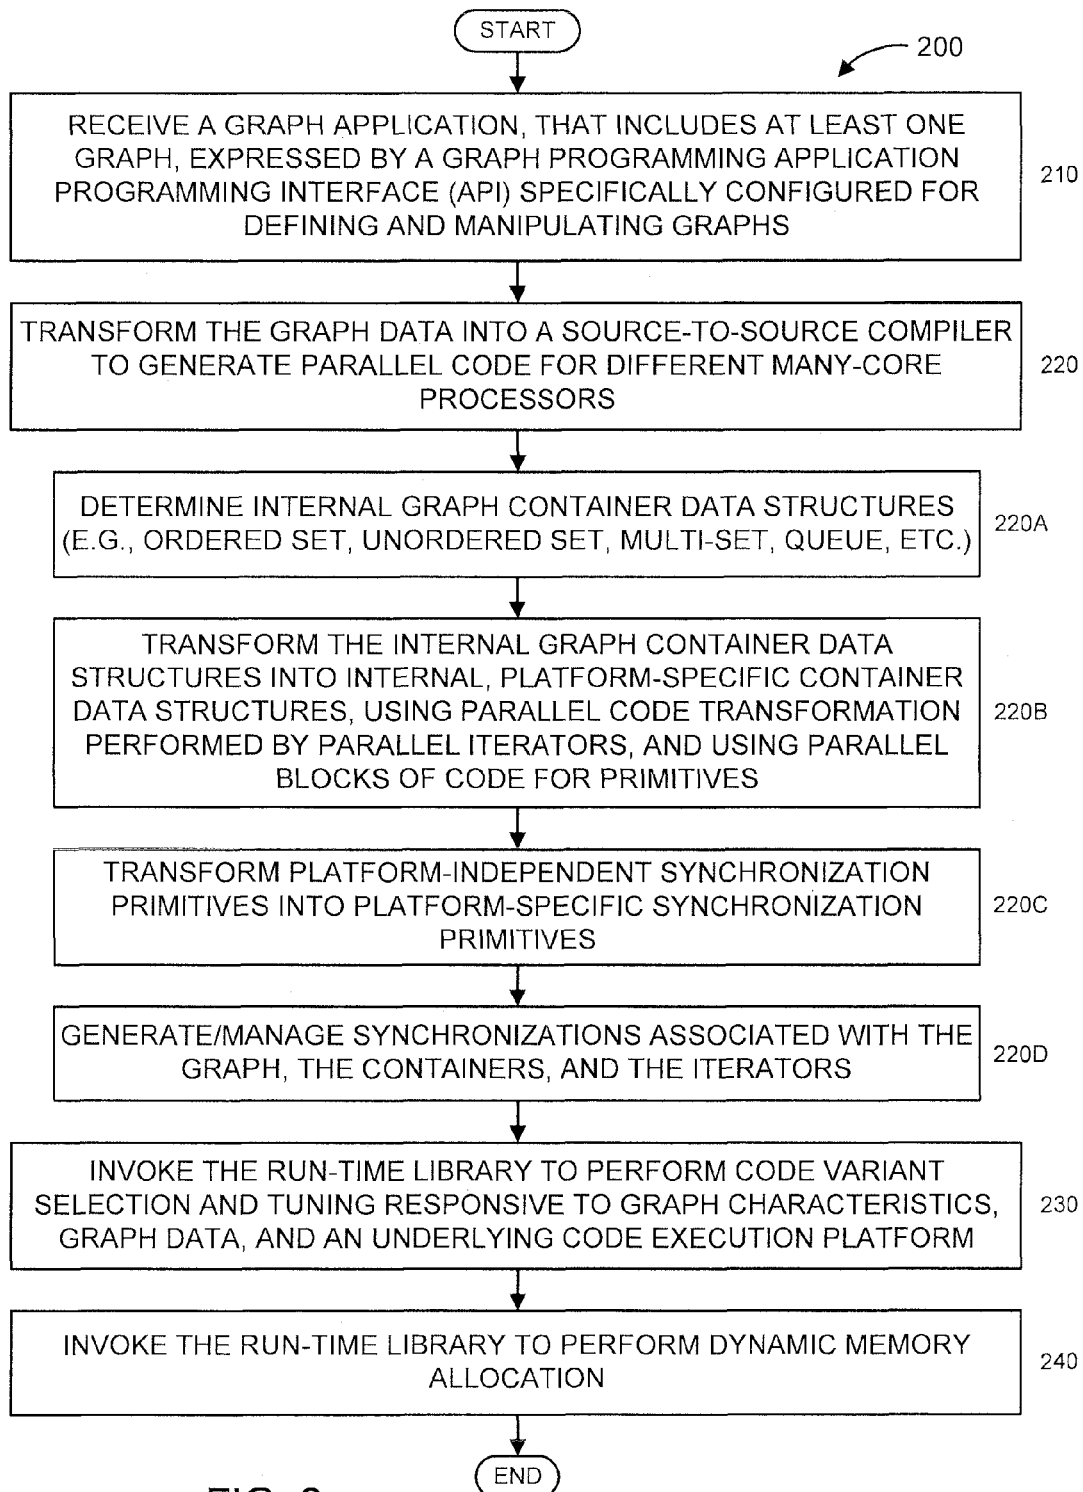 START
200
RECEIVE A GRAPH APPLICATION, THAT INCLUDES AT LEAST ONE
GRAPH, EXPRESSED BY A GRAPH PROGRAMMING APPLICATION
PROGRAMMING INTERFACE (API) SPECIFICALLY CONFIGURED FOR
DEFINING AND MANIPULATING GRAPHS
210
TRANSFORM THE GRAPH DATA INTO A SOURCE-TO-SOURCE COMPILER
TO GENERATE PARALLEL CODE FOR DIFFERENT MANY-CORE
PROCESSORS
220
DETERMINE INTERNAL GRAPH CONTAINER DATA STRUCTURES
(E.G., ORDERED SET, UNORDERED SET, MULTI-SET, QUEUE, ETC.)
220A
TRANSFORM THE INTERNAL GRAPH CONTAINER DATA
STRUCTURES INTO INTERNAL, PLATFORM-SPECIFIC CONTAINER
DATA STRUCTURES, USING PARALLEL CODE TRANSFORMATION
PERFORMED BY PARALLEL ITERATORS, AND USING PARALLEL
BLOCKS OF CODE FOR PRIMITIVES
220B
TRANSFORM PLATFORM-INDEPENDENT SYNCHRONIZATION
PRIMITIVES INTO PLATFORM-SPECIFIC SYNCHRONIZATION
PRIMITIVES
220C
GENERATE/MANAGE SYNCHRONIZATIONS ASSOCIATED WITH THE
GRAPH, THE CONTAINERS, AND THE ITERATORS
220D
INVOKE THE RUN-TIME LIBRARY TO PERFORM CODE VARIANT
SELECTION AND TUNING RESPONSIVE TO GRAPH CHARACTERISTICS,
GRAPH DATA, AND AN UNDERLYING CODE EXECUTION PLATFORM
230
INVOKE THE RUN-TIME LIBRARY TO PERFORM DYNAMIC MEMORY
ALLOCATION
240
END